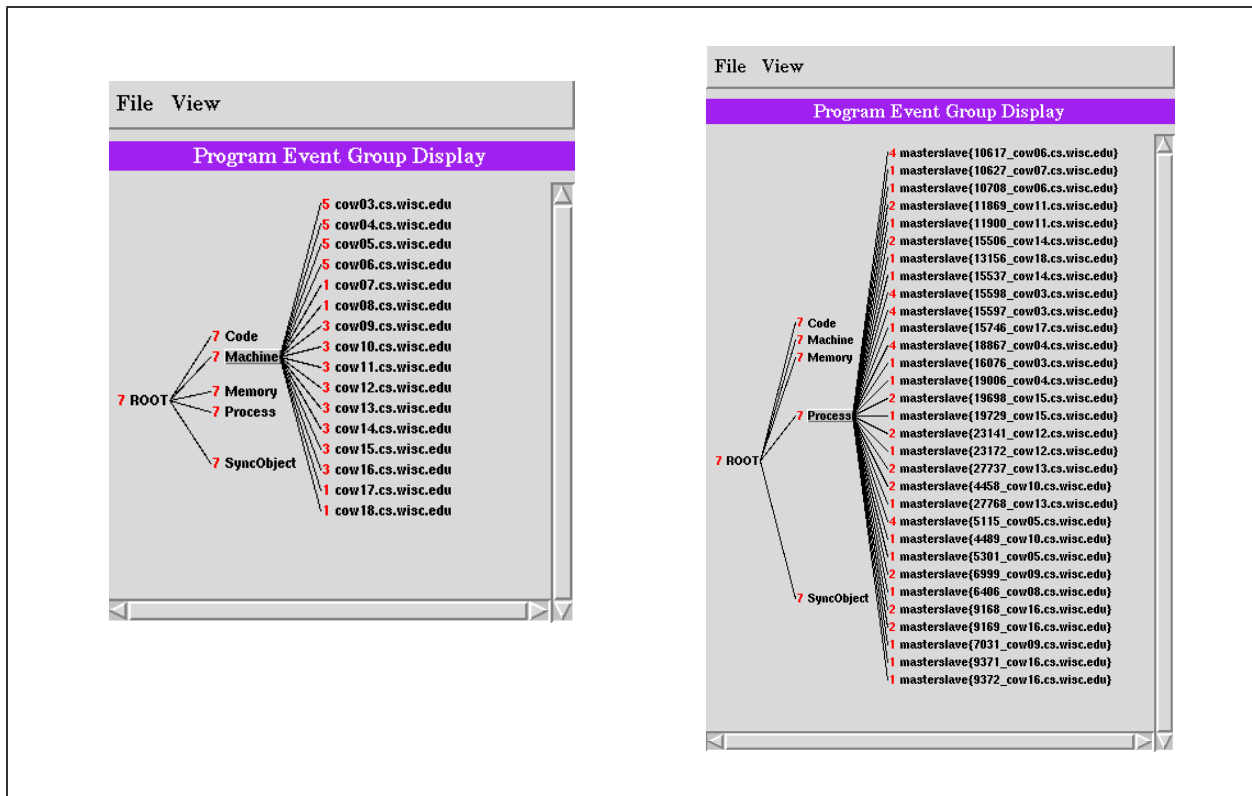 File View
Program Event Group Display
5 cow03.cs.wisc.edu
5 cow04.cs.wisc.edu
5 cow05.cs.wisc.edu
5 cow06.cs.wisc.edu
1 cow07.cs.wisc.edu
1 cow08.cs.wisc.edu
3 cow09.cs.wisc.edu
3 cow10.cs.wisc.edu
3 cow11.cs.wisc.edu
3 cow12.cs.wisc.edu
3 cow13.cs.wisc.edu
3 cow14.cs.wisc.edu
3 cow15.cs.wisc.edu
3 cow16.cs.wisc.edu
1 cow17.cs.wisc.edu
1 cow18.cs.wisc.edu
7 Code
7 Machine
7 Memory
7 ROOT
7 Process
7 SyncObject
File View
Program Event Group Display
4 masterslave{10617_cow06.cs.wisc.edu}
1 masterslave{10627_cow07.cs.wisc.edu}
1 masterslave{10708_cow06.cs.wisc.edu}
2 masterslave{11869_cow11.cs.wisc.edu}
1 masterslave{11900_cow11.cs.wisc.edu}
2 masterslave{15506_cow14.cs.wisc.edu}
1 masterslave{13156_cow18.cs.wisc.edu}
1 masterslave{15537_cow14.cs.wisc.edu}
4 masterslave{15598_cow03.cs.wisc.edu}
4 masterslave{15597_cow03.cs.wisc.edu}
1 masterslave{15746_cow17.cs.wisc.edu}
4 masterslave{18867_cow04.cs.wisc.edu}
1 masterslave{16076_cow03.cs.wisc.edu}
1 masterslave{19006_cow04.cs.wisc.edu}
2 masterslave{19698_cow15.cs.wisc.edu}
1 masterslave{19729_cow15.cs.wisc.edu}
2 masterslave{23141_cow12.cs.wisc.edu}
1 masterslave{23172_cow12.cs.wisc.edu}
2 masterslave{27737_cow13.cs.wisc.edu}
2 masterslave{4458_cow10.cs.wisc.edu}
1 masterslave{27768_cow13.cs.wisc.edu}
4 masterslave{5115_cow05.cs.wisc.edu}
1 masterslave{4489_cow10.cs.wisc.edu}
1 masterslave{5301_cow05.cs.wisc.edu}
2 masterslave{6999_cow09.cs.wisc.edu}
1 masterslave{6406_cow08.cs.wisc.edu}
2 masterslave{9168_cow16.cs.wisc.edu}
2 masterslave{9169_cow16.cs.wisc.edu}
1 masterslave{7031_cow09.cs.wisc.edu}
1 masterslave{9371_cow16.cs.wisc.edu}
1 masterslave{9372_cow16.cs.wisc.edu}
7 Code
7 Machine
7 Memory
7 Process
7 ROOT
7 SyncObject